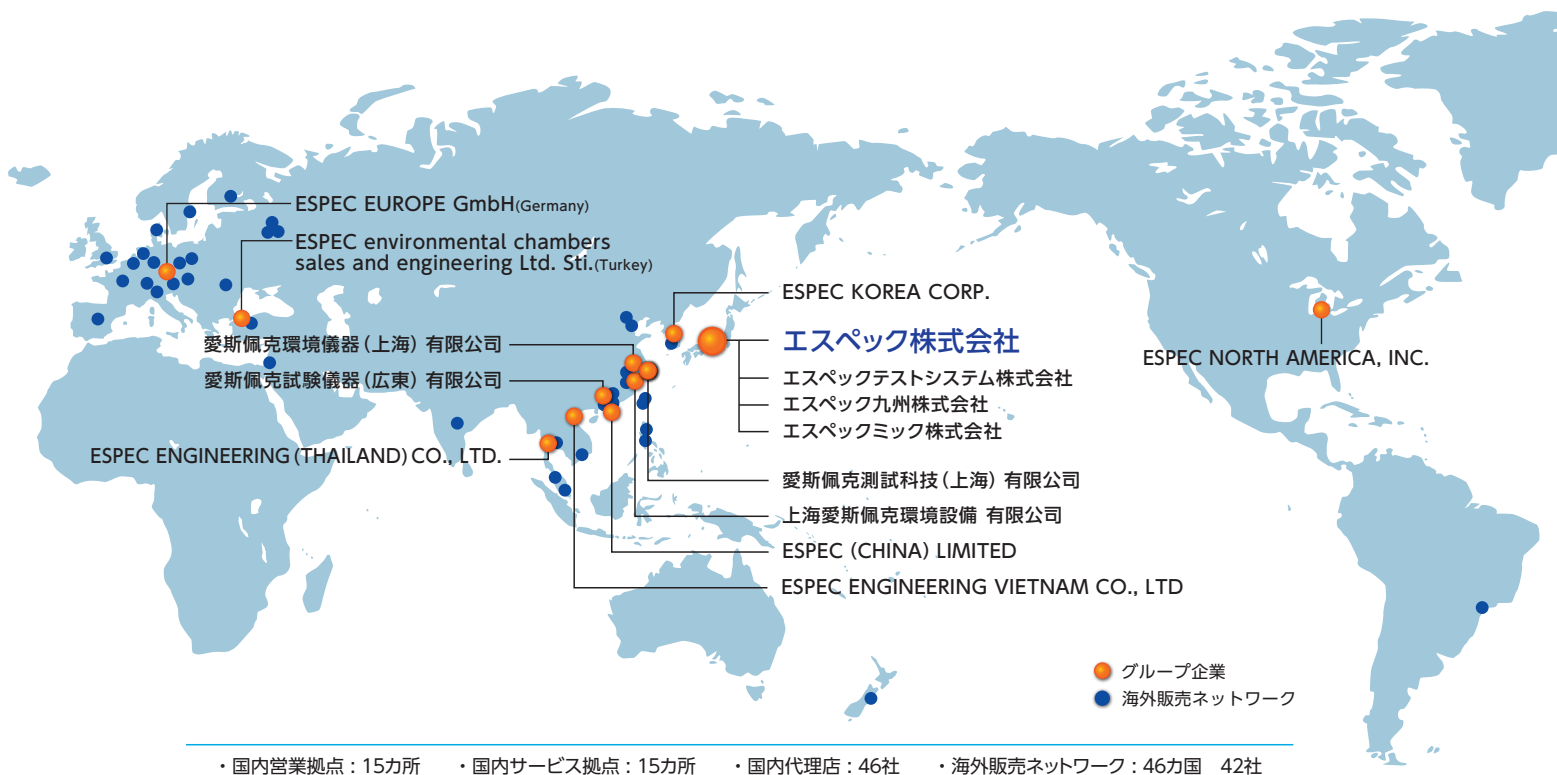 ESPEC EUROPE GmbH(Germany)
ESPEC environmental chambers
sales and engineering Ltd. Sti.(Turkey)
愛斯佩克環境儀器(上海)有限公司
愛斯佩克試験儀器(広東)有限公司
ESPEC ENGINEERING(THAILAND)CO., LTD.
ESPEC KOREA CORP.
エスペック株式会社
エスペックテストシステム株式会社
エスペック九州株式会社
エスペックミック株式会社
愛斯佩克測試科技(上海)有限公司
上海愛斯佩克環境設備 有限公司
ESPEC (CHINA) LIMITED
ESPEC ENGINEERING VIETNAM CO., LTD
ESPEC NORTH AMERICA, INC.
グループ企業
海外販売ネットワーク
・国内営業拠点：15カ所 ・国内サービス拠点：15カ所 ・国内代理店：46社 ・海外販売ネットワーク：46カ国 42社